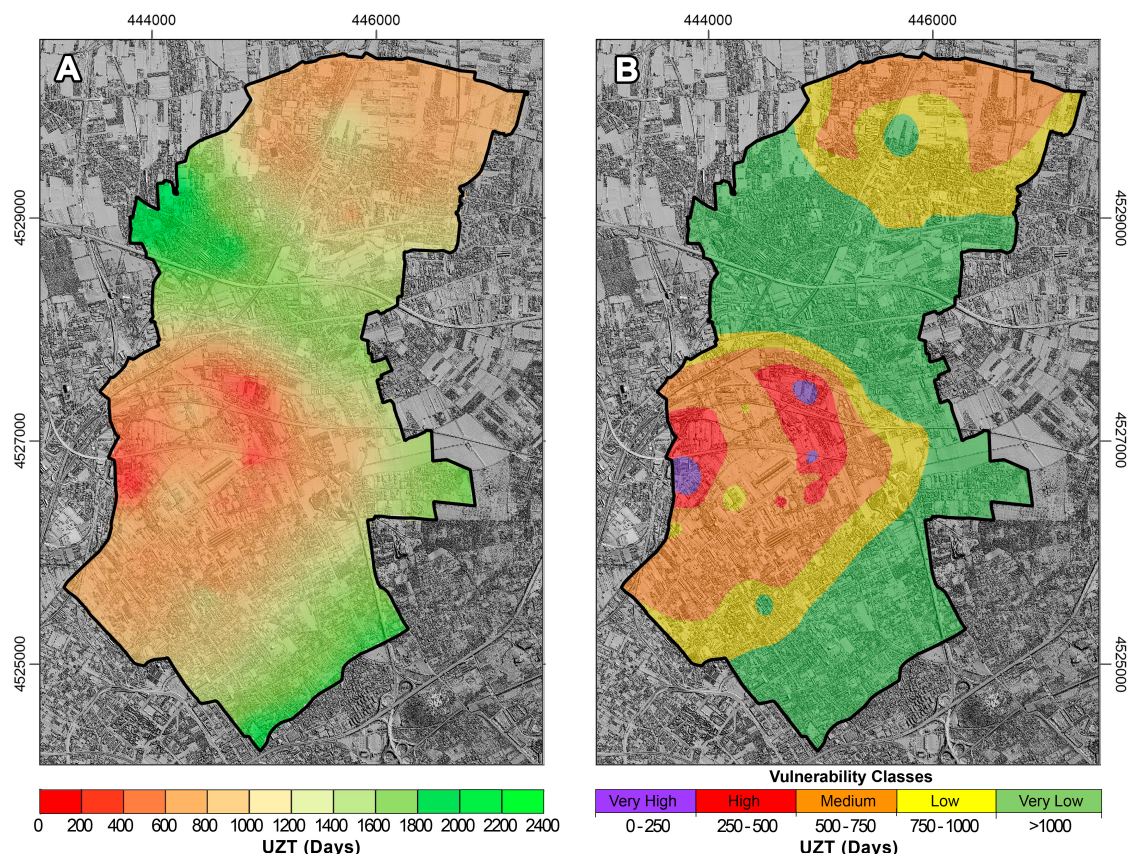 444000 446000 444000 446000
A B
4529000 4529000
4527000 4527000
4525000 4525000
Vulnerability Classes
Very High High Medium Low Very Low
0 200 400 600 800 1000 1200 1400 1600 1800 2000 2200 2400
0-250 250-500 500-750 750-1000 >1000
UZT (Days) UZT (Days)